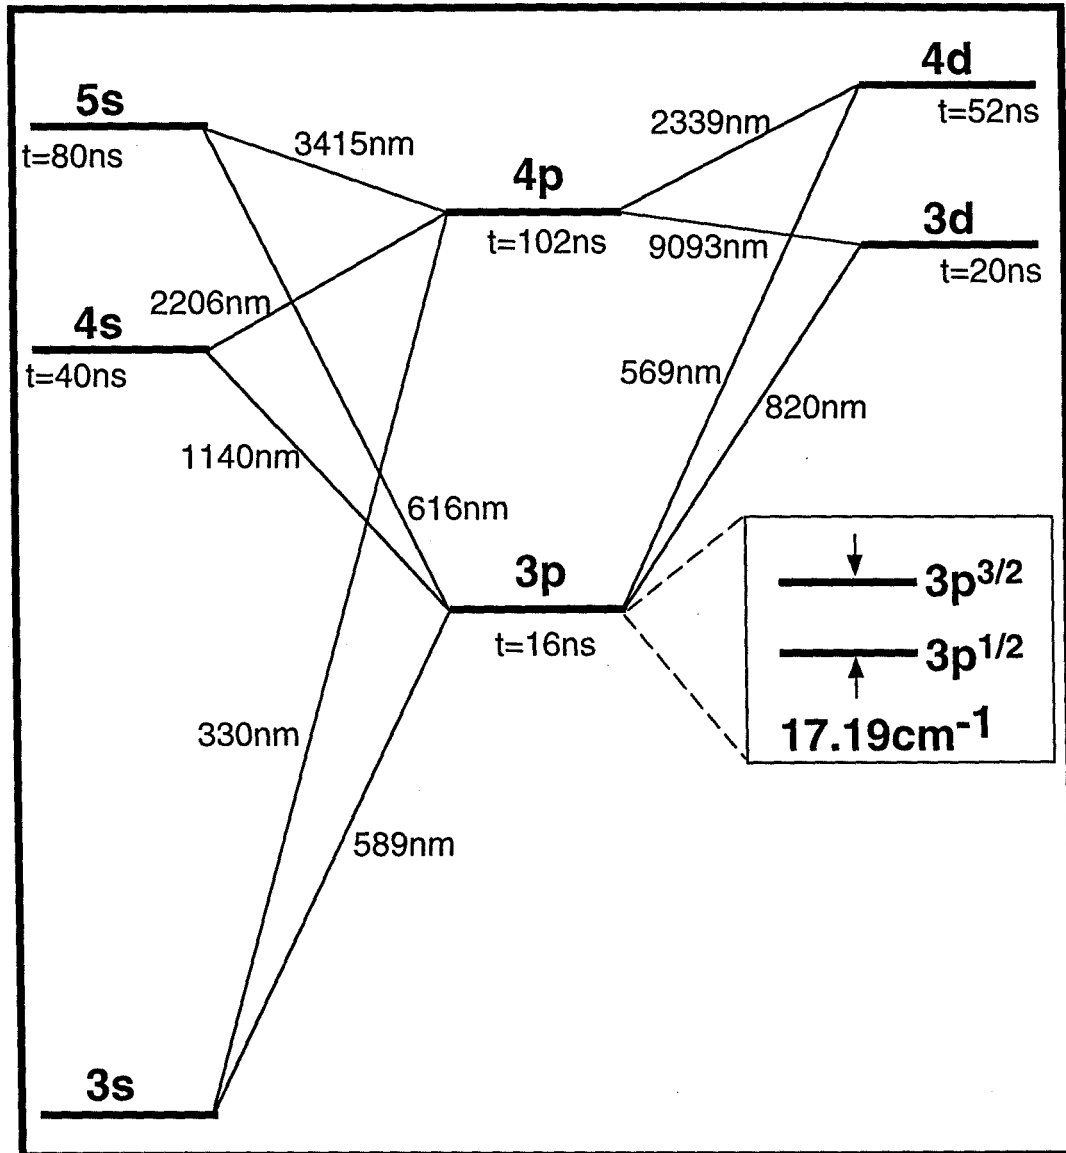 4d
5s
t=52ns
2339nm
3415nm
t=80ns
4p
3d
t=102ns
9093nm
t=20ns
2206nm
4s
t=40ns
569nm
820nm
1140nm
616nm
3p
3p3/2
t=16ns
3p1/2
17.19cm-1
330nm
589nm
3s